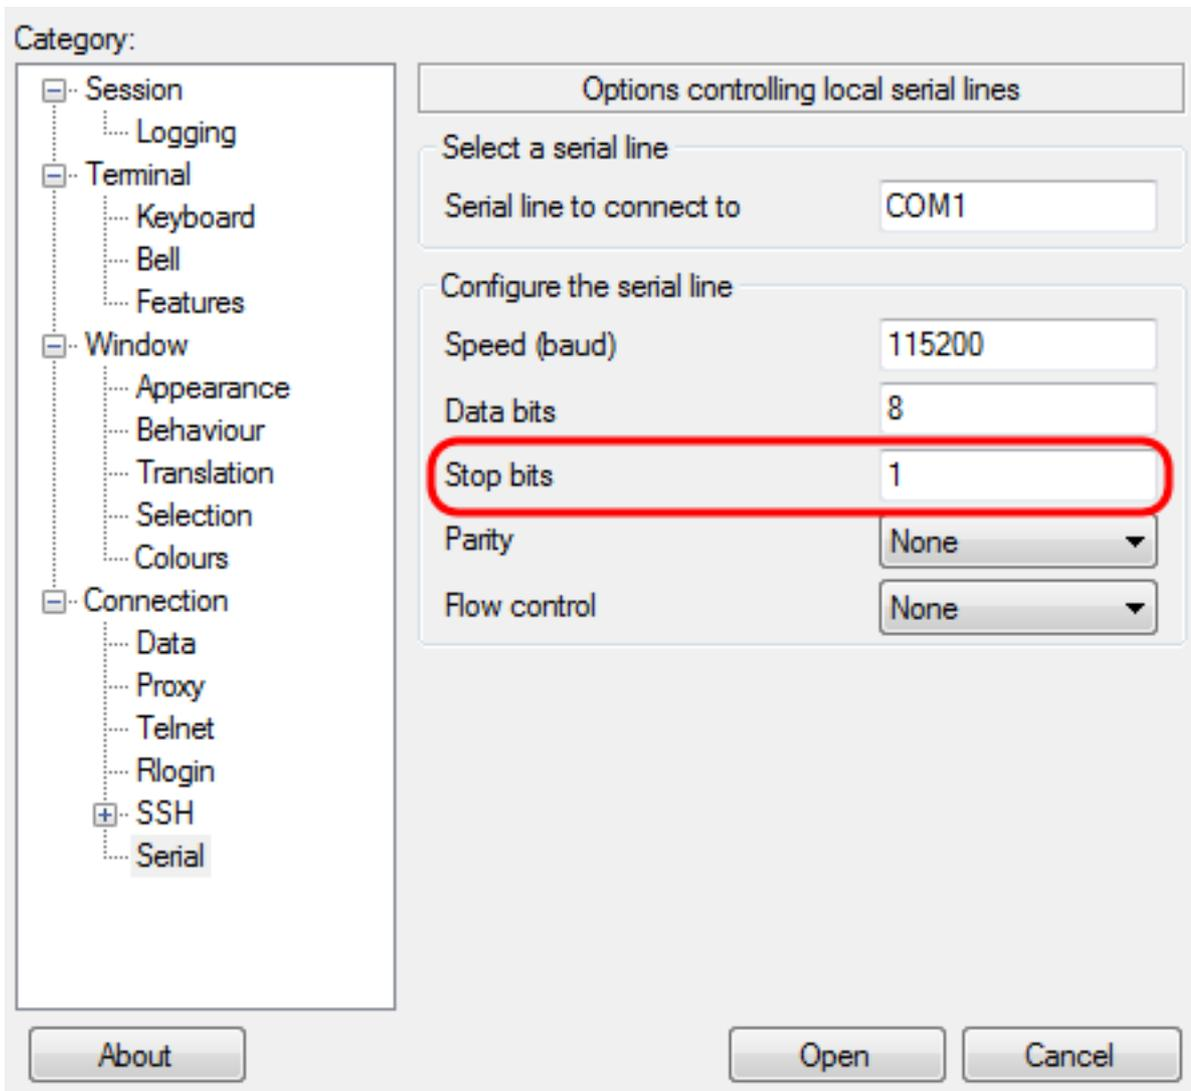 Category:
Session
Logging
Terminal
Keyboard
Bell
Features
Window
Appearance
Behaviour
Translation
Selection
Colours
Connection
Data
Proxy
Telnet
Rlogin
SSH
Serial
Options controlling local serial lines
Select a serial line
Serial line to connect to COM1
Configure the serial line
Speed (baud) 115200
Data bits 8
Stop bits 1
Parity None
Flow control None
About Open Cancel